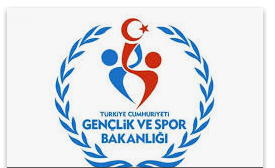 TÜRKİYE CUMHURİYETİ
GENÇLİK VE SPOR
BAKANLIĞI